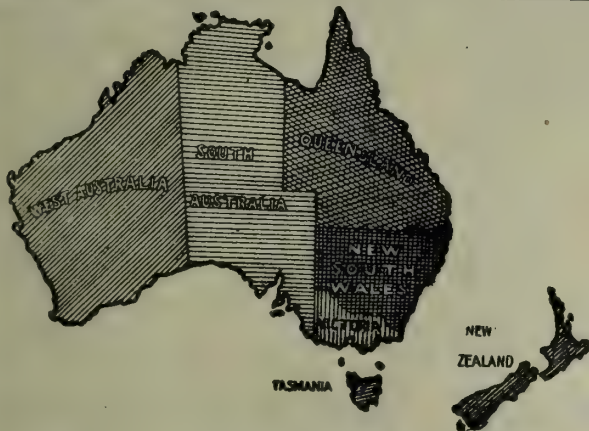 SOUTH
QUEENSLAND
WEST AUSTRALIA
AUSTRALIA
NEW
SOUTH
WALES
VICTORIA
NEW
ZEALAND
TASMANIA